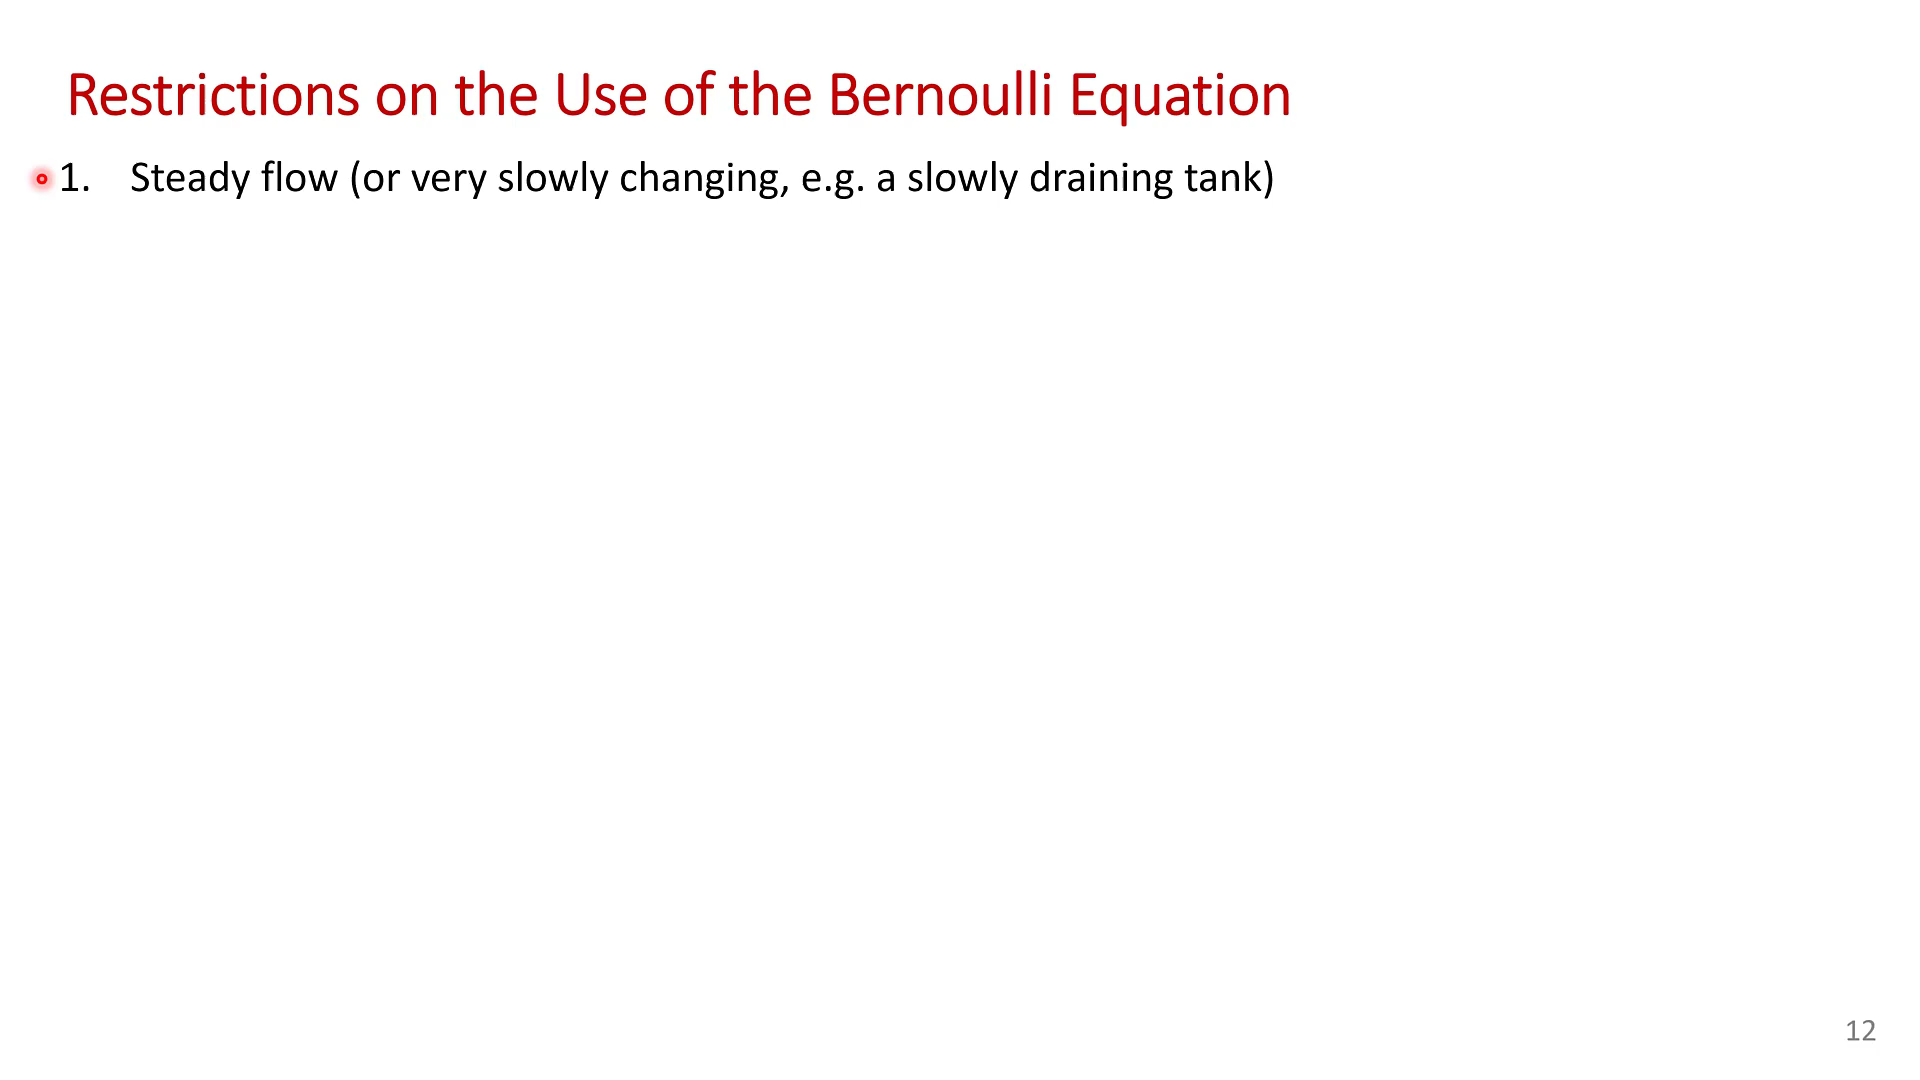 Restrictions on the Use of the Bernoulli Equation
1. Steady flow (or very slowly changing, e.g. a slowly draining tank)
12